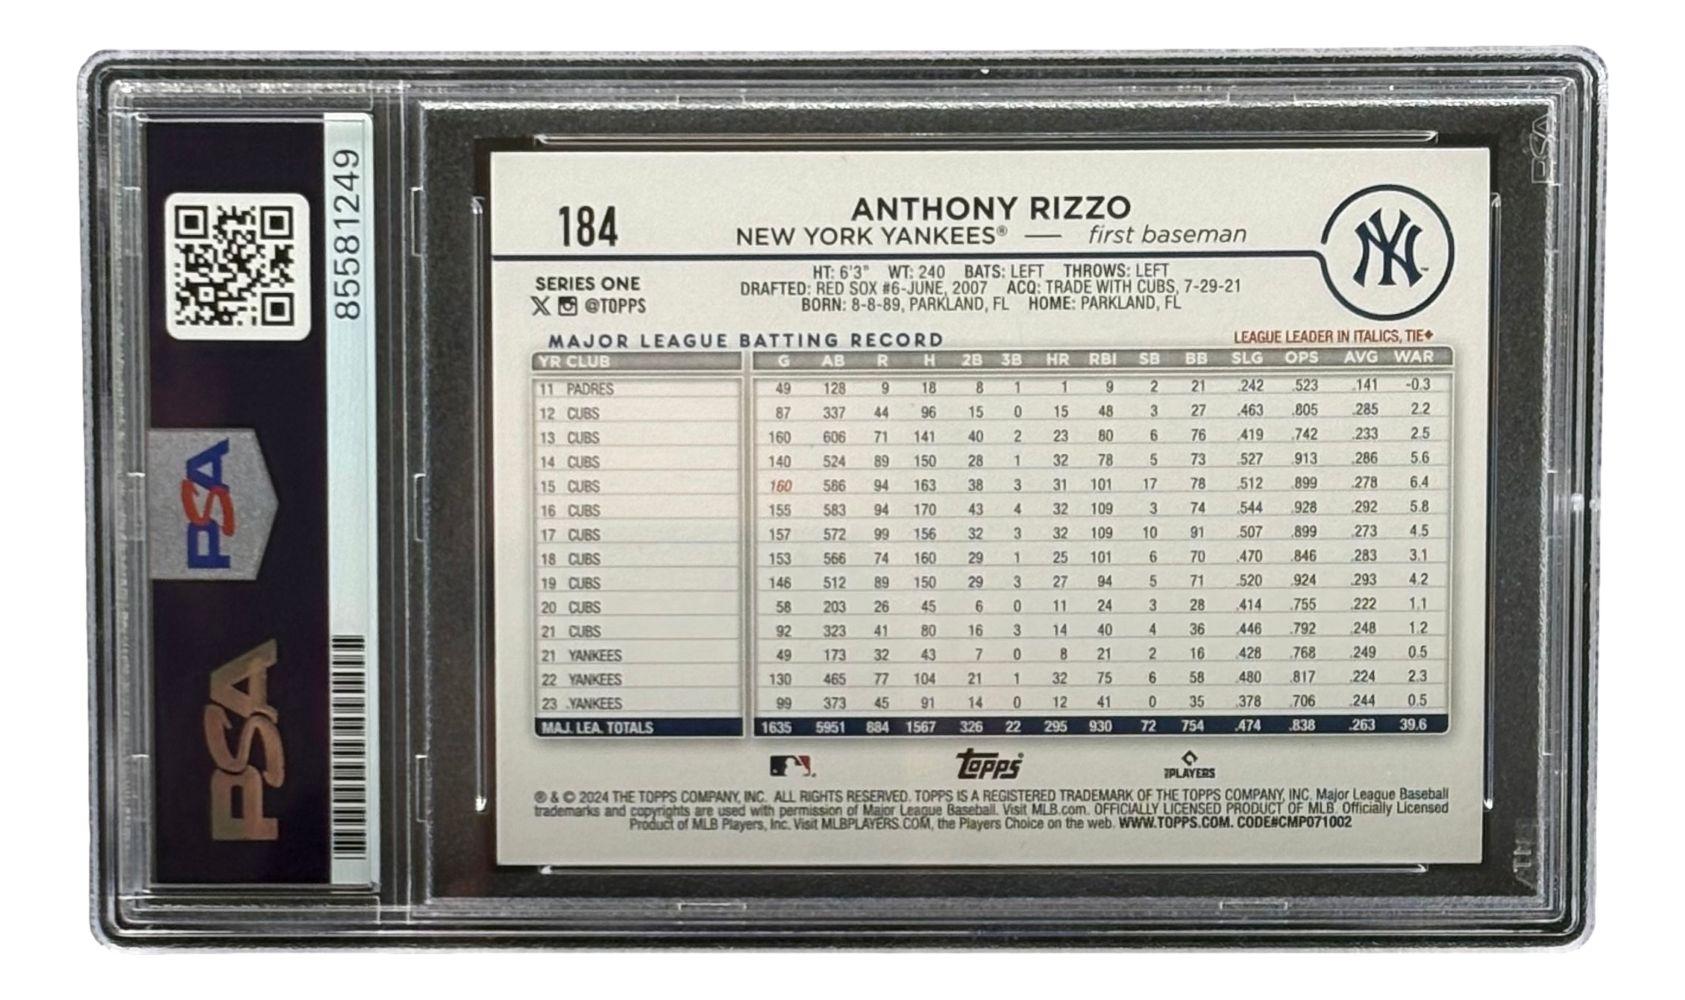 85581249
PSA
PSA
PSA
184
ANTHONY RIZZO
NEW YORK YANKEES® — first baseman
NY™
SERIES ONE
X @TOPPS
HT: 6'3" WT: 240 BATS: LEFT THROWS: LEFT
DRAFTED: RED SOX #6-JUNE, 2007 ACQ: TRADE WITH CUBS, 7-29-21
BORN: 8-8-89, PARKLAND, FL HOME: PARKLAND, FL
MAJOR LEAGUE BATTING RECORD
LEAGUE LEADER IN ITALICS, TIE♦
YR CLUB G AB R H 2B 3B HR RBI SB BB SLG OPS AVG WAR
11 PADRES 49 128 9 18 8 1 1 9 2 21 .242 .523 .141 -0.3
12 CUBS 87 337 44 96 15 0 15 48 3 27 .463 .805 .285 2.2
13 CUBS 160 606 71 141 40 2 23 80 6 76 .419 .742 .233 2.5
14 CUBS 140 524 89 150 28 1 32 78 5 73 .527 .913 .286 5.6
15 CUBS 160 586 94 163 38 3 31 101 17 78 .512 .899 .278 6.4
16 CUBS 155 583 94 170 43 4 32 109 3 74 .544 .928 .292 5.8
17 CUBS 157 572 99 156 32 3 32 109 10 91 .507 .899 .273 4.5
18 CUBS 153 566 74 160 29 1 25 101 6 70 .470 .846 .283 3.1
19 CUBS 146 512 89 150 29 3 27 94 5 71 .520 .924 .293 4.2
20 CUBS 58 203 26 45 6 0 11 24 3 28 .414 .755 .222 1.1
21 CUBS 92 323 41 80 16 3 14 40 4 36 .446 .792 .248 1.2
21 YANKEES 49 173 32 43 7 0 8 21 2 16 .428 .768 .249 0.5
22 YANKEES 130 465 77 104 21 1 32 75 6 58 .480 .817 .224 2.3
23 YANKEES 99 373 45 91 14 0 12 41 0 35 .378 .706 .244 0.5
MAJ. LEA. TOTALS 1635 5951 884 1567 326 22 295 930 72 754 .474 .838 .263 39.6
topps®
PLAYERS
® & © 2024 THE TOPPS COMPANY, INC. ALL RIGHTS RESERVED. TOPPS IS A REGISTERED TRADEMARK OF THE TOPPS COMPANY, INC. Major League Baseball
trademarks and copyrights are used with permission of Major League Baseball. Visit MLB.com. OFFICIALLY LICENSED PRODUCT OF MLB. Officially Licensed
Product of MLB Players, Inc. Visit MLBPLAYERS.COM, the Players Choice on the web. WWW.TOPPS.COM. CODE#CMP071002